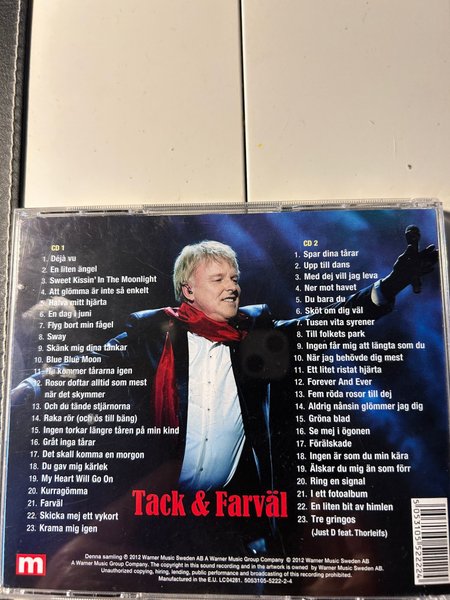 CD 1
1. Déjà vu
2. En liten ängel
3. Sweet Kissin' In The Moonlight
4. Att glömma är inte så enkelt
5. Halva mitt hjärta
6. En dag i juni
7. Flyg bort min fågel
8. Sway
9. Skänk mig dina tankar
10. Blue Blue Moon
11. Nu kommer tårarna igen
12. Rosor doftar alltid som mest
när det skymmer
13. Och du tände stjärnorna
14. Raka rör (och ös till bäng)
15. Ingen torkar längre tåren på min kind
16. Gråt inga tårar
17. Det skall komma en morgon
18. Du gav mig kärlek
19. My Heart Will Go On
20. Kurragömma
21. Farväl
22. Skicka mej ett vykort
23. Krama mig igen
CD 2
1. Spar dina tårar
2. Upp till dans
3. Med dej vill jag leva
4. Ner mot havet
5. Du bara du
6. Sköt om dig väl
7. Tusen vita syrener
8. Till folkets park
9. Ingen får mig att längta som du
10. När jag behövde dig mest
11. Ett litet ristat hjärta
12. Forever And Ever
13. Fem röda rosor till dej
14. Aldrig nånsin glömmer jag dig
15. Gröna blad
16. Se mej i ögonen
17. Förälskade
18. Ingen är som du min kära
19. Älskar du mig än som förr
20. Ring en signal
21. I ett fotoalbum
22. En liten bit av himlen
23. Tre gringos
(Just D feat. Thorleifs)
Tack & Farväl
m
Denna samling ℗ 2012 Warner Music Sweden AB A Warner Music Group Company © 2012 Warner Music Sweden AB
A Warner Music Group Company. The copyright in this sound recording and in the artwork is owned by Warner Music Sweden AB.
Unauthorized copying, hiring, lending, public performance and broadcasting of this recording prohibited.
Manufactured in the E.U. LC04281. 5053105-5222-2-4
5053105522224